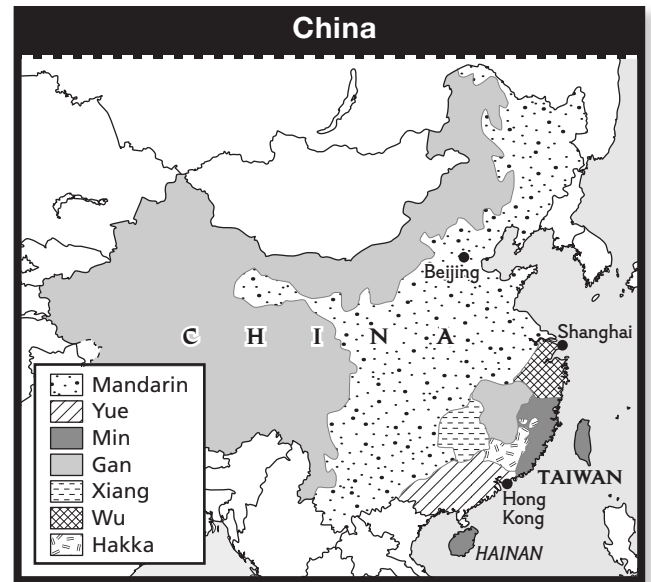 China
Beijing
C H I N A
Shanghai
Mandarin
Yue
Min
Gan
Xiang
Wu
Hakka
TAIWAN
Hong
Kong
HAINAN